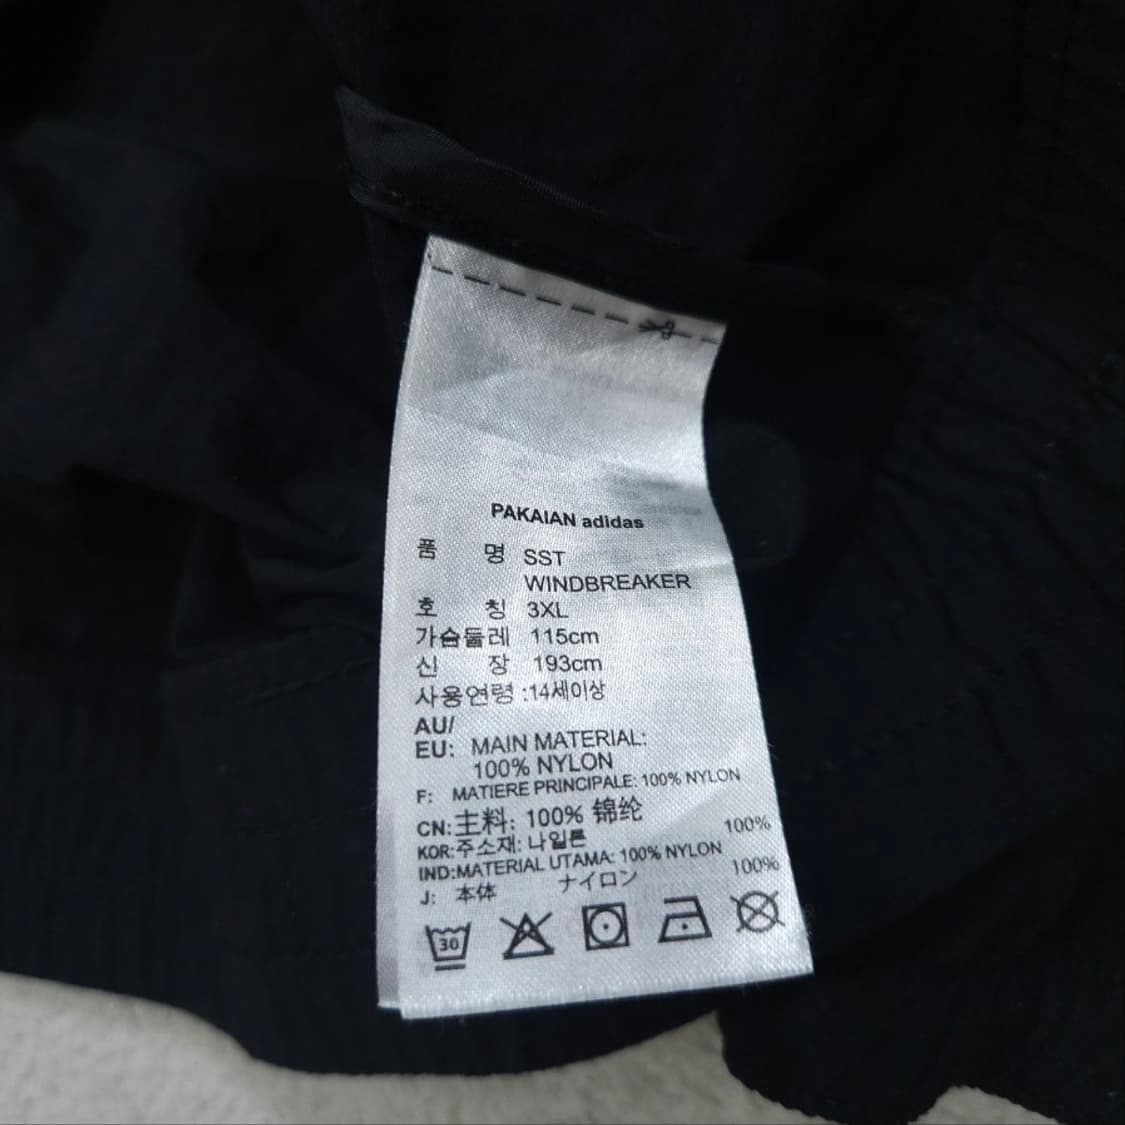 PAKAIAN adidas
품 명 SST
WINDBREAKER
호 칭 3XL
가슴둘레 115cm
신 장 193cm
사용연령 :14세이상
AU/
EU: MAIN MATERIAL:
100% NYLON
F: MATIERE PRINCIPALE: 100% NYLON
CN:主料: 100% 锦纶
KOR:주소재: 나일론 100%
IND:MATERIAL UTAMA: 100% NYLON
J: 本体 ナイロン 100%
30